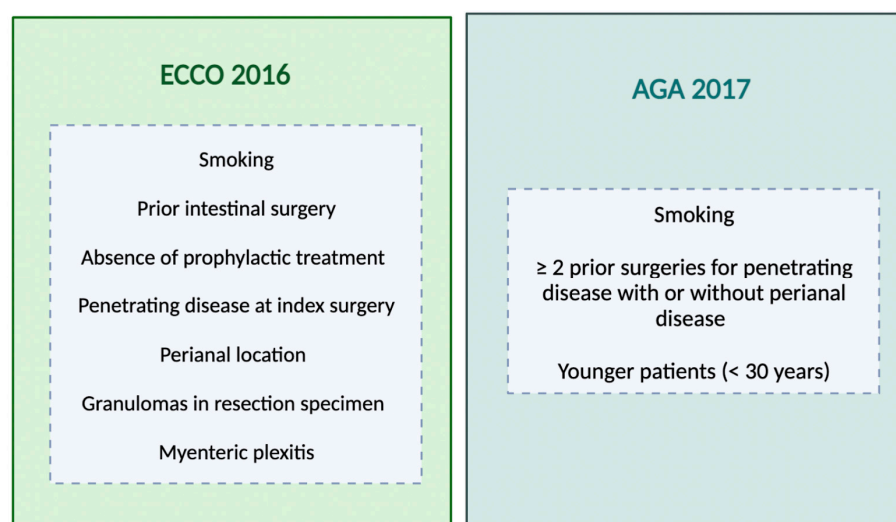 ECCO 2016
Smoking
Prior intestinal surgery
Absence of prophylactic treatment
Penetrating disease at index surgery
Perianal location
Granulomas in resection specimen
Myenteric plexitis
AGA 2017
Smoking
≥ 2 prior surgeries for penetrating
disease with or without perianal
disease
Younger patients (< 30 years)